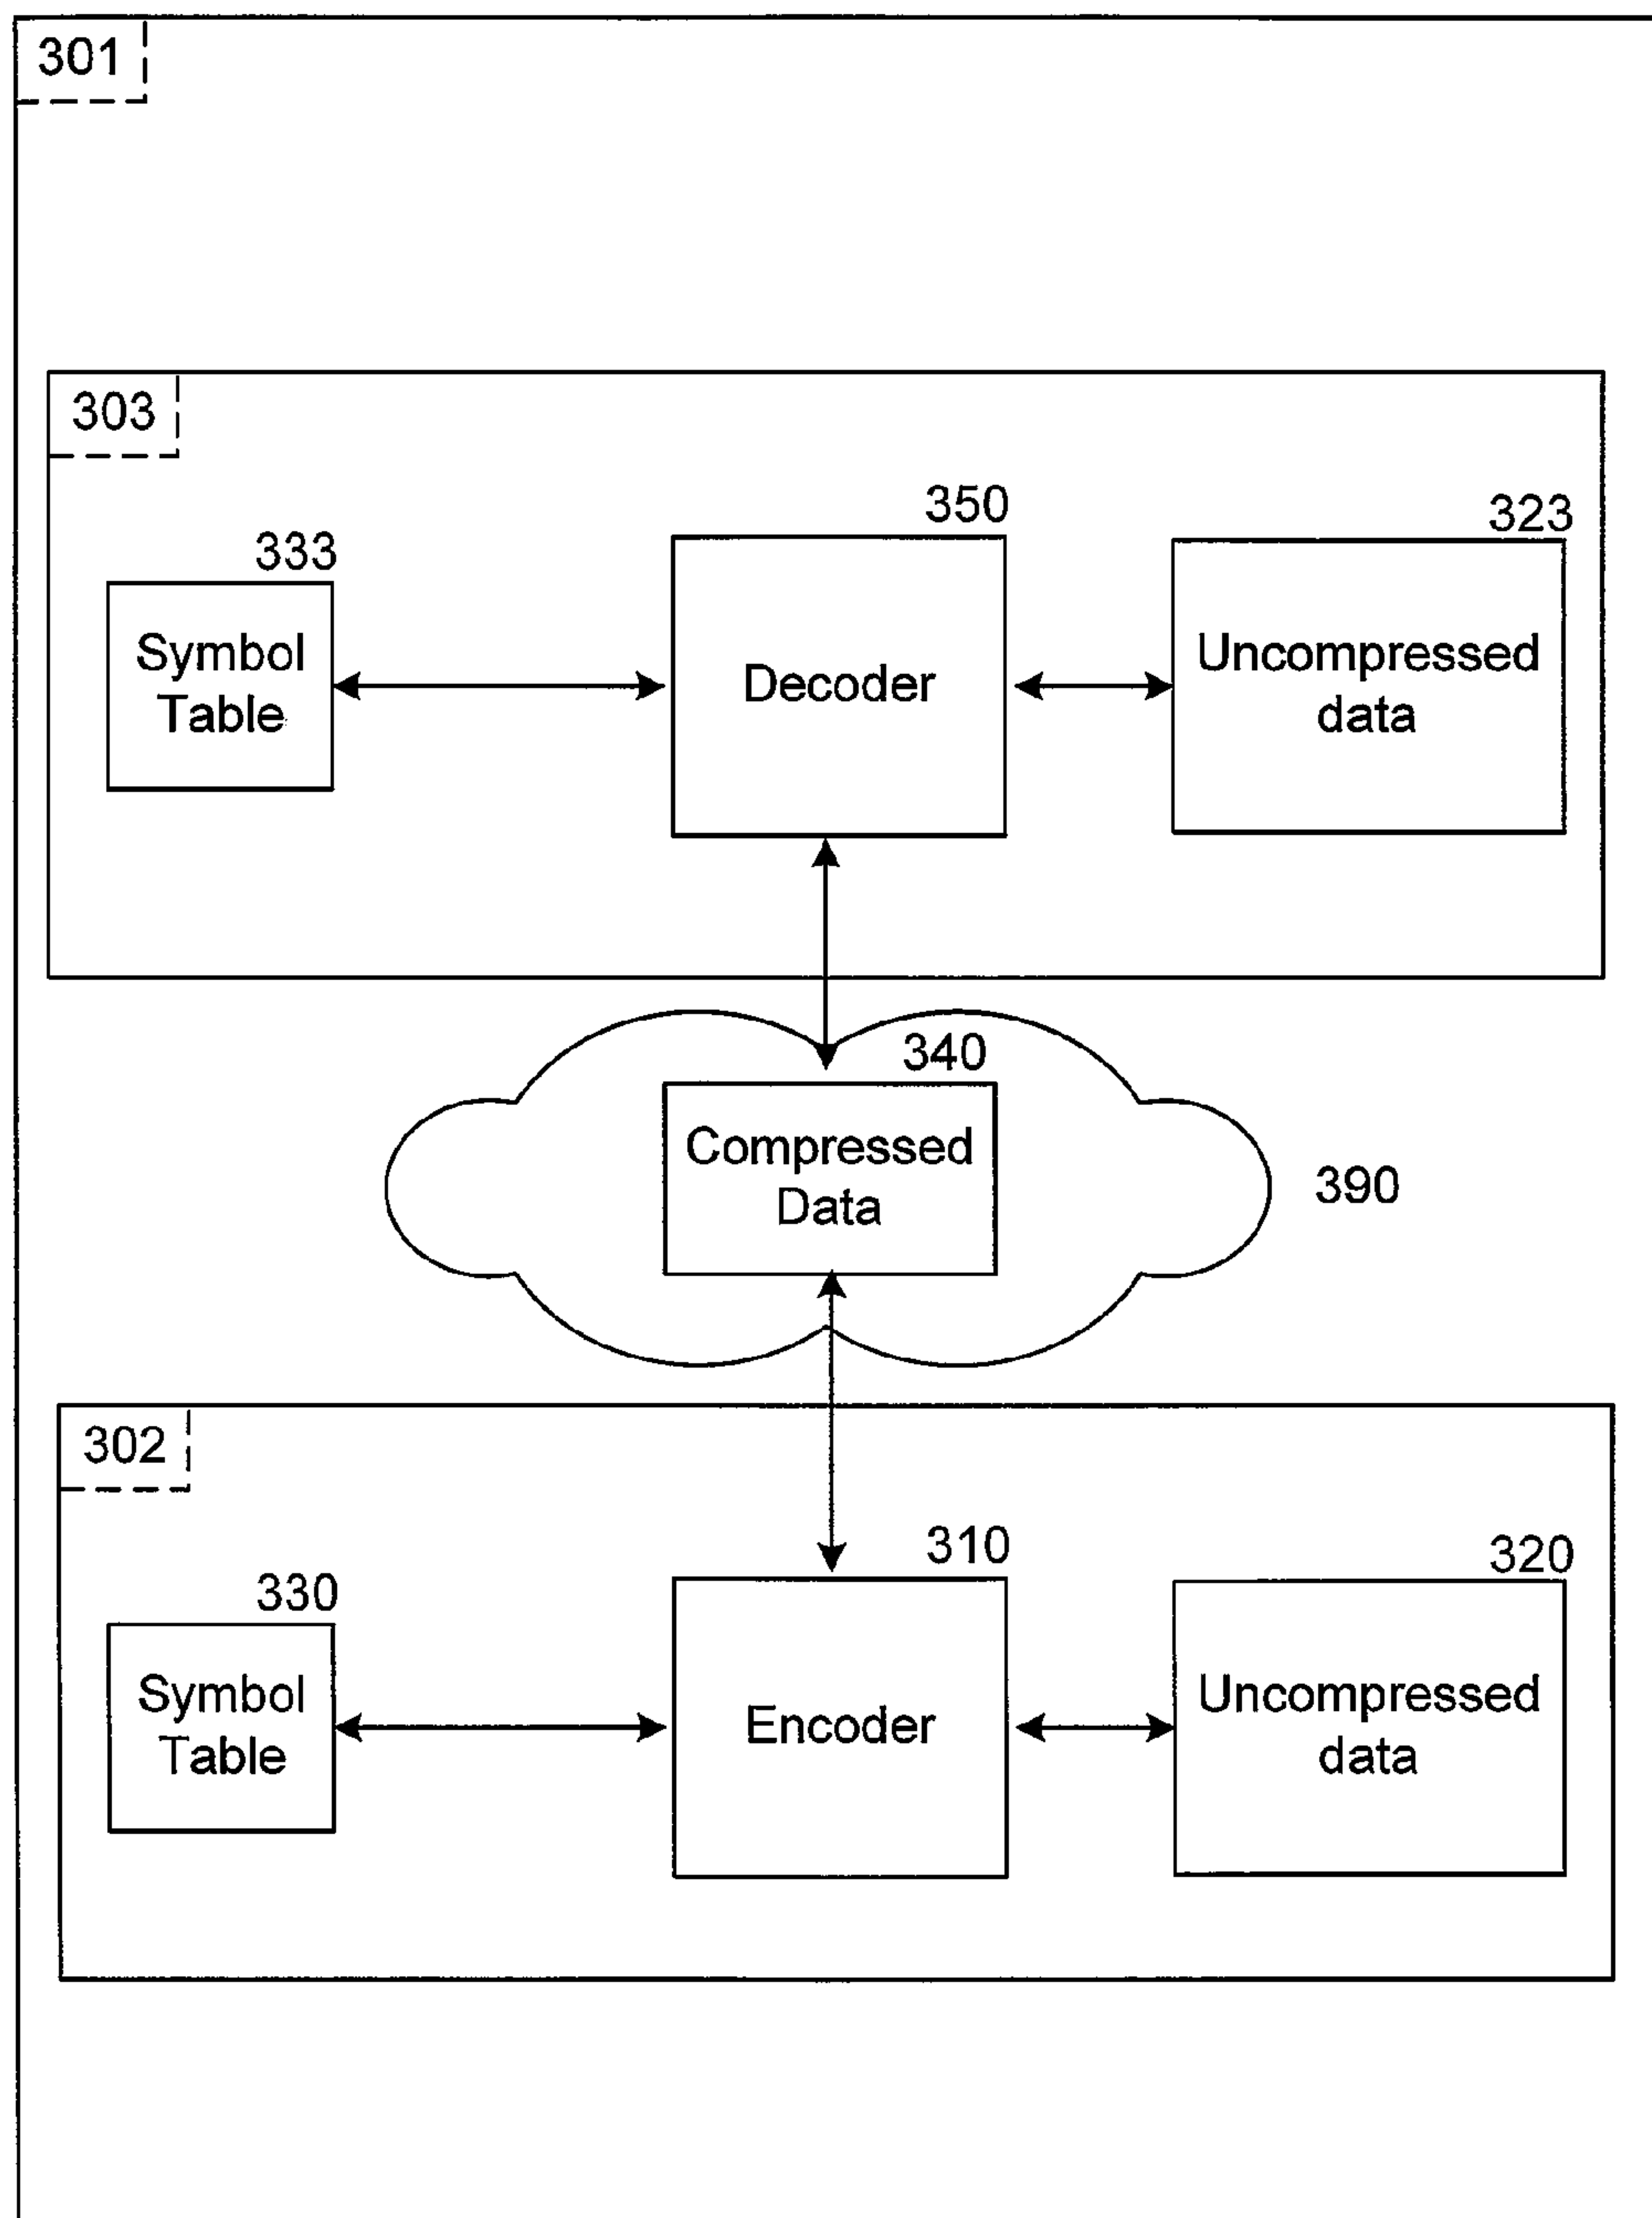 301
303
333
350
323
Symbol
Table
Decoder
Uncompressed
data
340
Compressed
Data
390
302
330
310
320
Symbol
Table
Encoder
Uncompressed
data